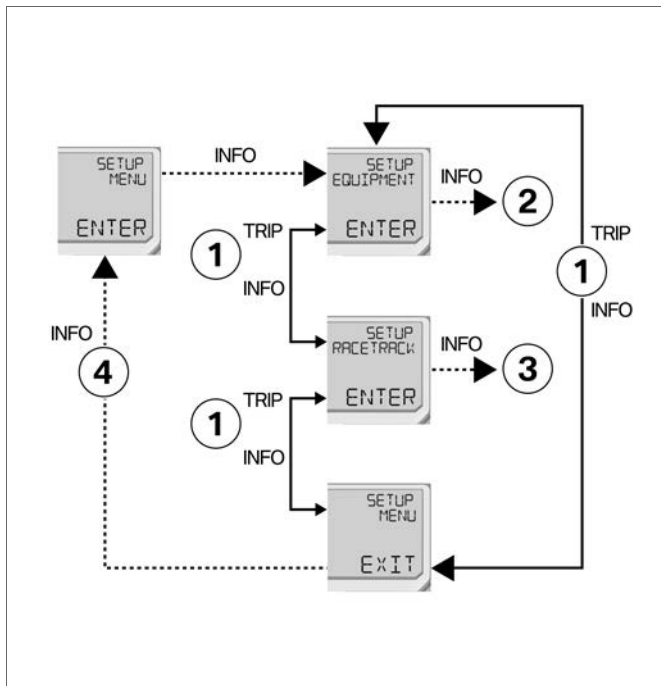 SETUP
MENU
ENTER
INFO
SETUP
EQUIPMENT
ENTER
INFO
2
TRIP
1
INFO
TRIP
1
INFO
SETUP
RACETRACK
ENTER
INFO
3
INFO
4
TRIP
1
INFO
SETUP
MENU
EXIT